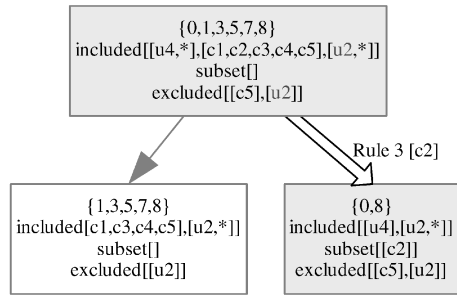 {0,1,3,5,7,8}
included[[u4,*],[c1,c2,c3,c4,c5],[u2,*]]
subset[]
excluded[[c5],[u2]]
Rule 3 [c2]
{1,3,5,7,8}
included[c1,c3,c4,c5],[u2,*]]
subset[]
excluded[[u2]]
{0,8}
included[[u4],[u2,*]]
subset[[c2]]
excluded[[c5],[u2]]